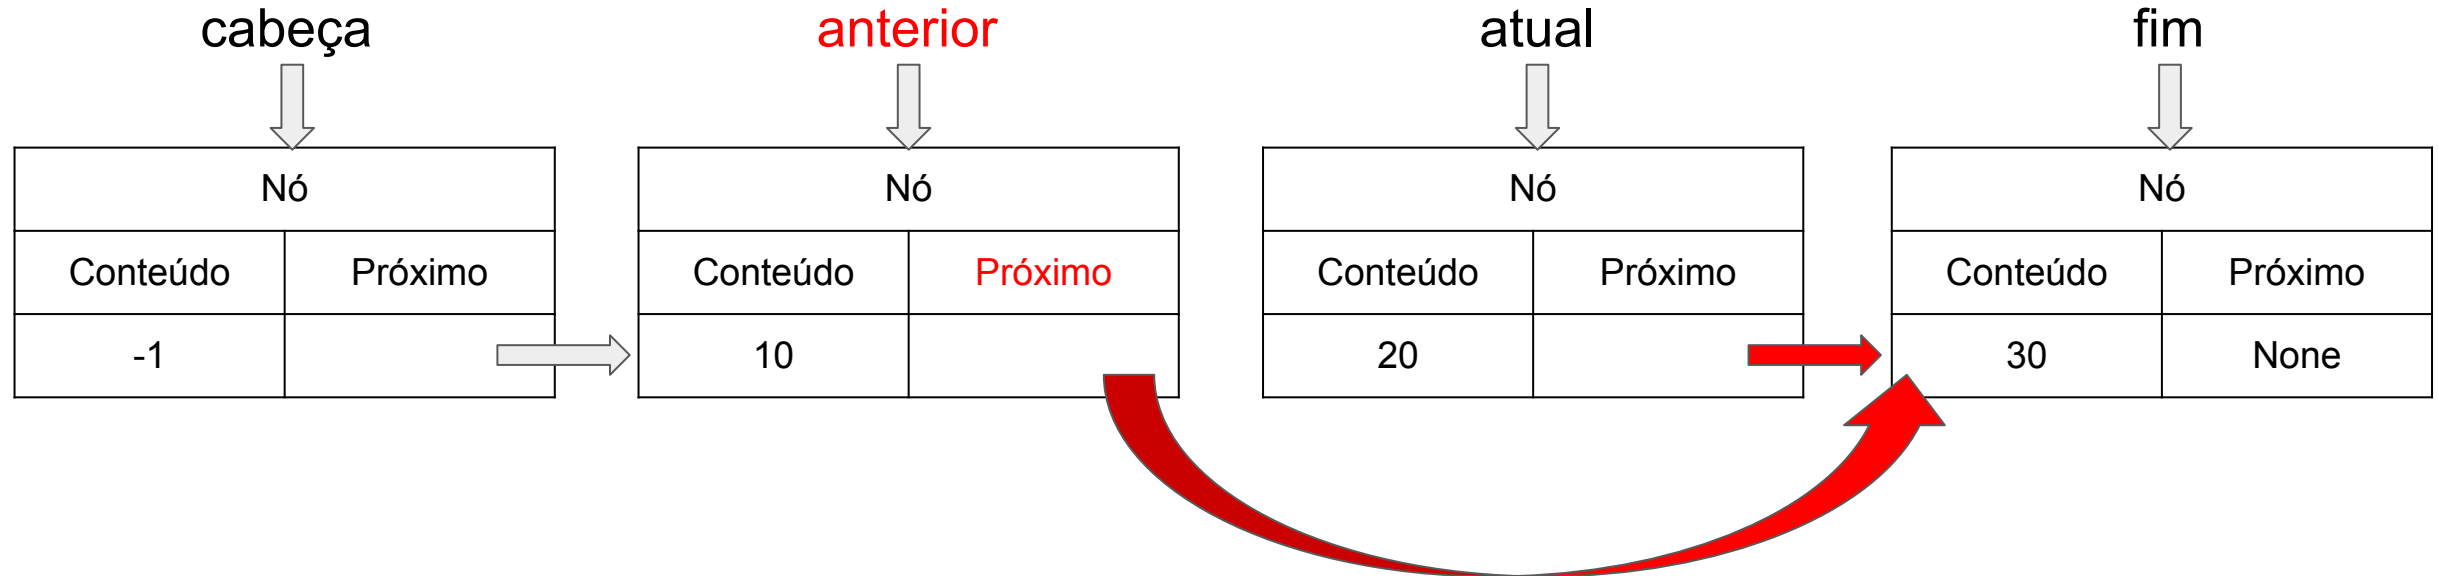 cabeça anterior atual fim
Nó Nó Nó Nó
Conteúdo Próximo Conteúdo Próximo Conteúdo Próximo Conteúdo Próximo
-1 10 20 30 None